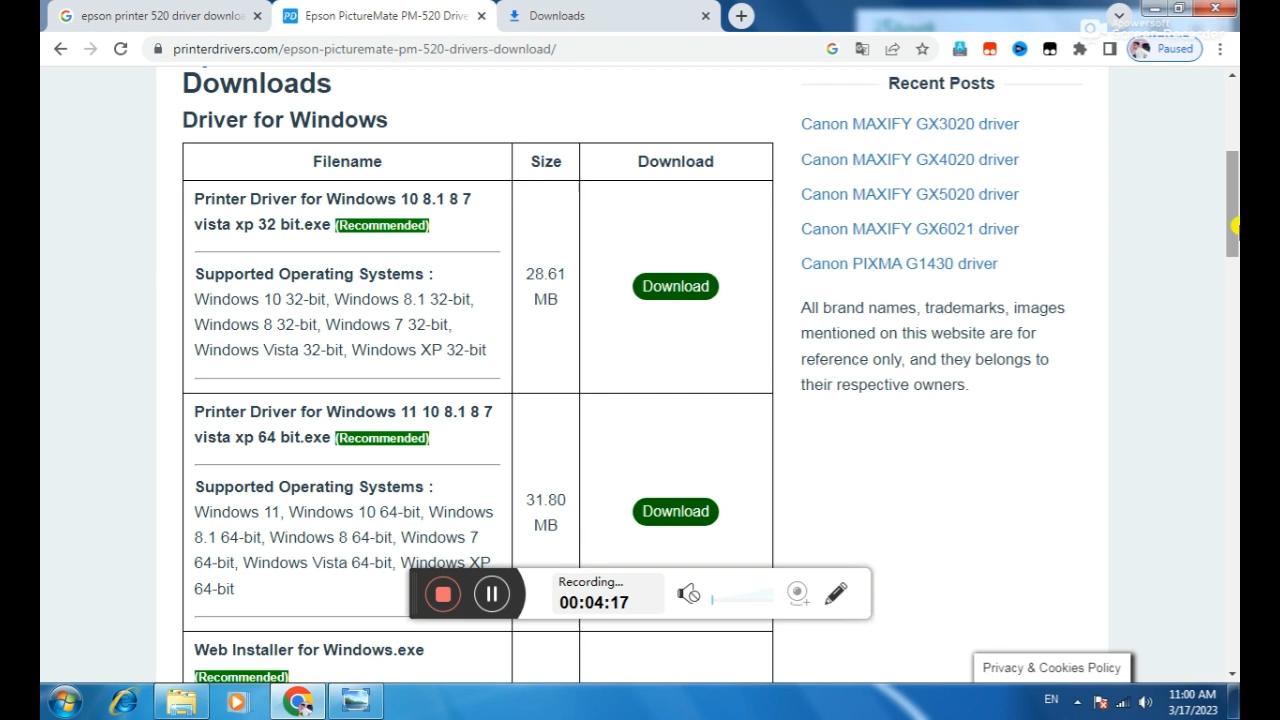 epson printer 520 driver downloa
Epson PictureMate PM-520 Drive
Downloads
Apowersoft
Screen Recorder
printerdrivers.com/epson-picturemate-pm-520-drivers-download/
Paused
Downloads
Driver for Windows
Filename
Size
Download
Printer Driver for Windows 10 8.1 8 7
vista xp 32 bit.exe (Recommended)
Supported Operating Systems :
Windows 10 32-bit, Windows 8.1 32-bit,
Windows 8 32-bit, Windows 7 32-bit,
Windows Vista 32-bit, Windows XP 32-bit
28.61
MB
Download
Printer Driver for Windows 11 10 8.1 8 7
vista xp 64 bit.exe (Recommended)
Supported Operating Systems :
Windows 11, Windows 10 64-bit, Windows
8.1 64-bit, Windows 8 64-bit, Windows 7
64-bit, Windows Vista 64-bit, Windows XP
64-bit
31.80
MB
Download
Web Installer for Windows.exe
(Recommended)
Recent Posts
Canon MAXIFY GX3020 driver
Canon MAXIFY GX4020 driver
Canon MAXIFY GX5020 driver
Canon MAXIFY GX6021 driver
Canon PIXMA G1430 driver
All brand names, trademarks, images
mentioned on this website are for
reference only, and they belongs to
their respective owners.
Recording...
00:04:17
Privacy & Cookies Policy
EN
11:00 AM
3/17/2023